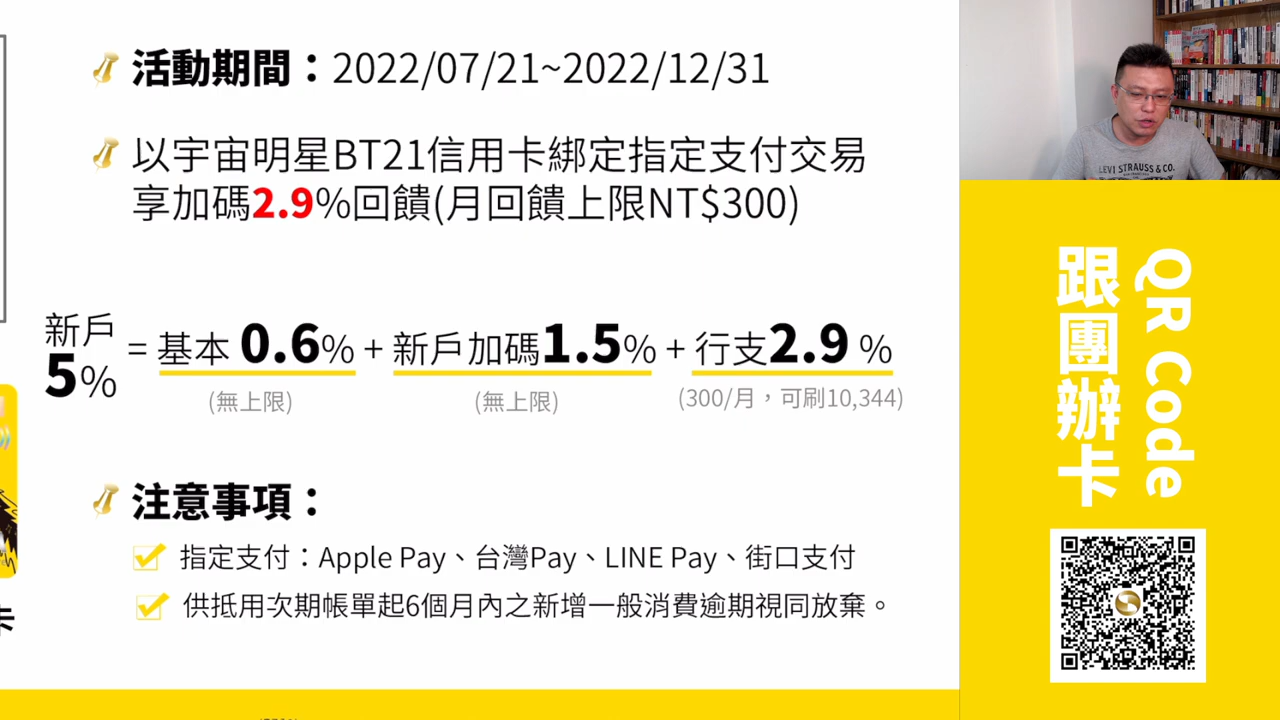 活動期間：2022/07/21~2022/12/31
以宇宙明星BT21信用卡綁定指定支付交易
享加碼2.9%回饋(月回饋上限NT$300)
新戶
5% = 基本 0.6% + 新戶加碼1.5% + 行支2.9 %
(無上限) (無上限) (300/月，可刷10,344)
注意事項：
指定支付：Apple Pay、台灣Pay、LINE Pay、街口支付
供抵用次期帳單起6個月內之新增一般消費逾期視同放棄。
卡
LEVI STRAUSS & CO.
QR Code
跟團辦卡